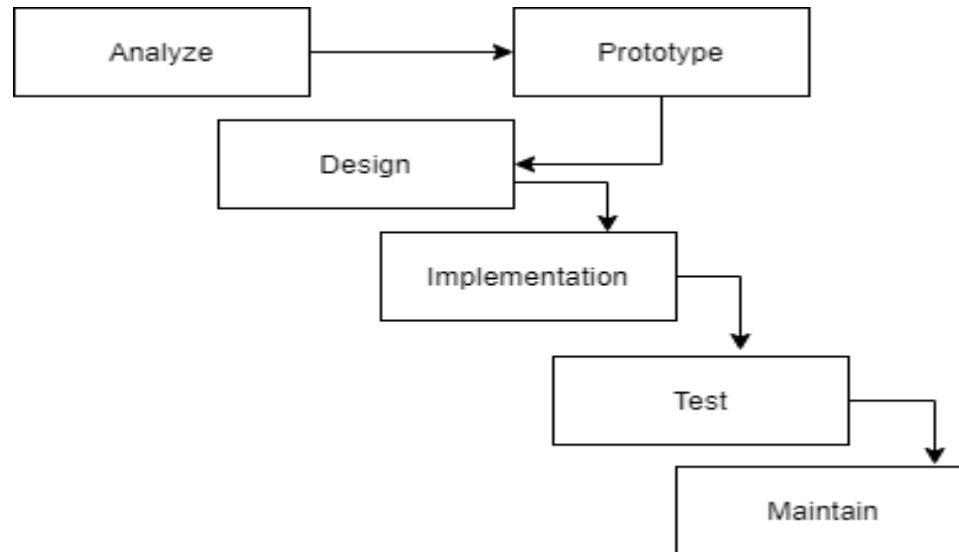 Analyze
Prototype
Design
Implementation
Test
Maintain